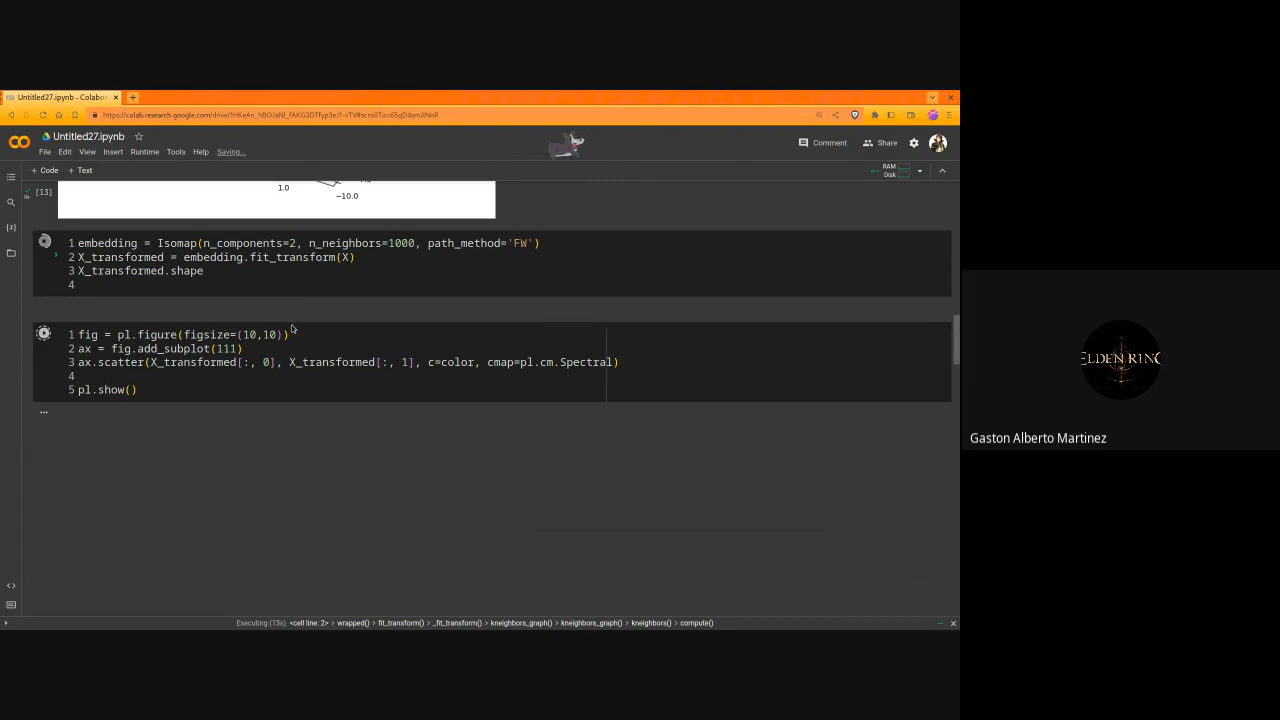 Untitled27.ipynb - Colabor
Untitled27.ipynb
File Edit View Insert Runtime Tools Help Saving...
Comment
Share
+ Code + Text
RAM
Disk
[13]
1.0
−10.0
1 embedding = Isomap(n_components=2, n_neighbors=1000, path_method='FW')
2 X_transformed = embedding.fit_transform(X)
3 X_transformed.shape
4
1 fig = pl.figure(figsize=(10,10))
2 ax = fig.add_subplot(111)
3 ax.scatter(X_transformed[:, 0], X_transformed[:, 1], c=color, cmap=pl.cm.Spectral)
4
5 pl.show()
...
ELDEN RING
Gaston Alberto Martinez
Executing (15s) <cell line: 2> wrapped() fit_transform() _fit_transform() kneighbors_graph() kneighbors_graph() kneighbors() compute()